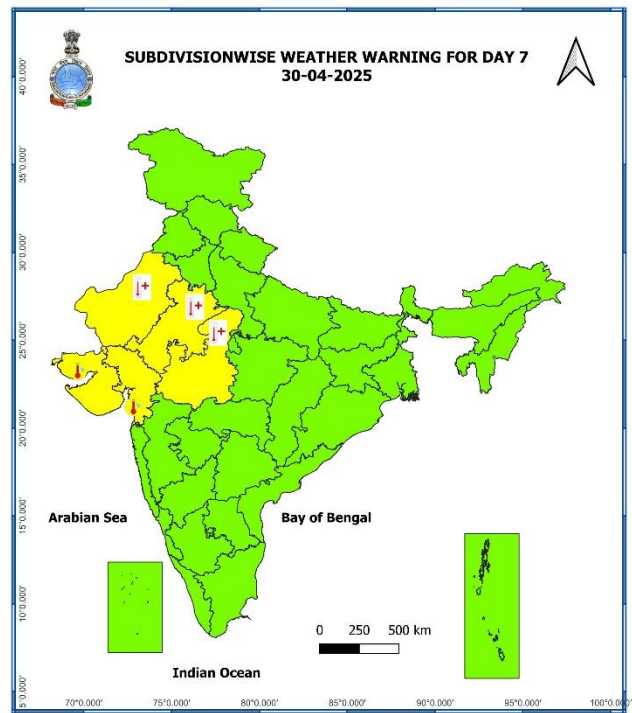 SUBDIVISIONWISE WEATHER WARNING FOR DAY 7
30-04-2025
40°0.000'
35°0.000'
30°0.000'
25°0.000'
20°0.000'
15°0.000'
10°0.000'
5°0.000'
Arabian Sea
Bay of Bengal
0 250 500 km
Indian Ocean
70°0.000' 75°0.000' 80°0.000' 85°0.000' 90°0.000' 95°0.000' 100°0.000'